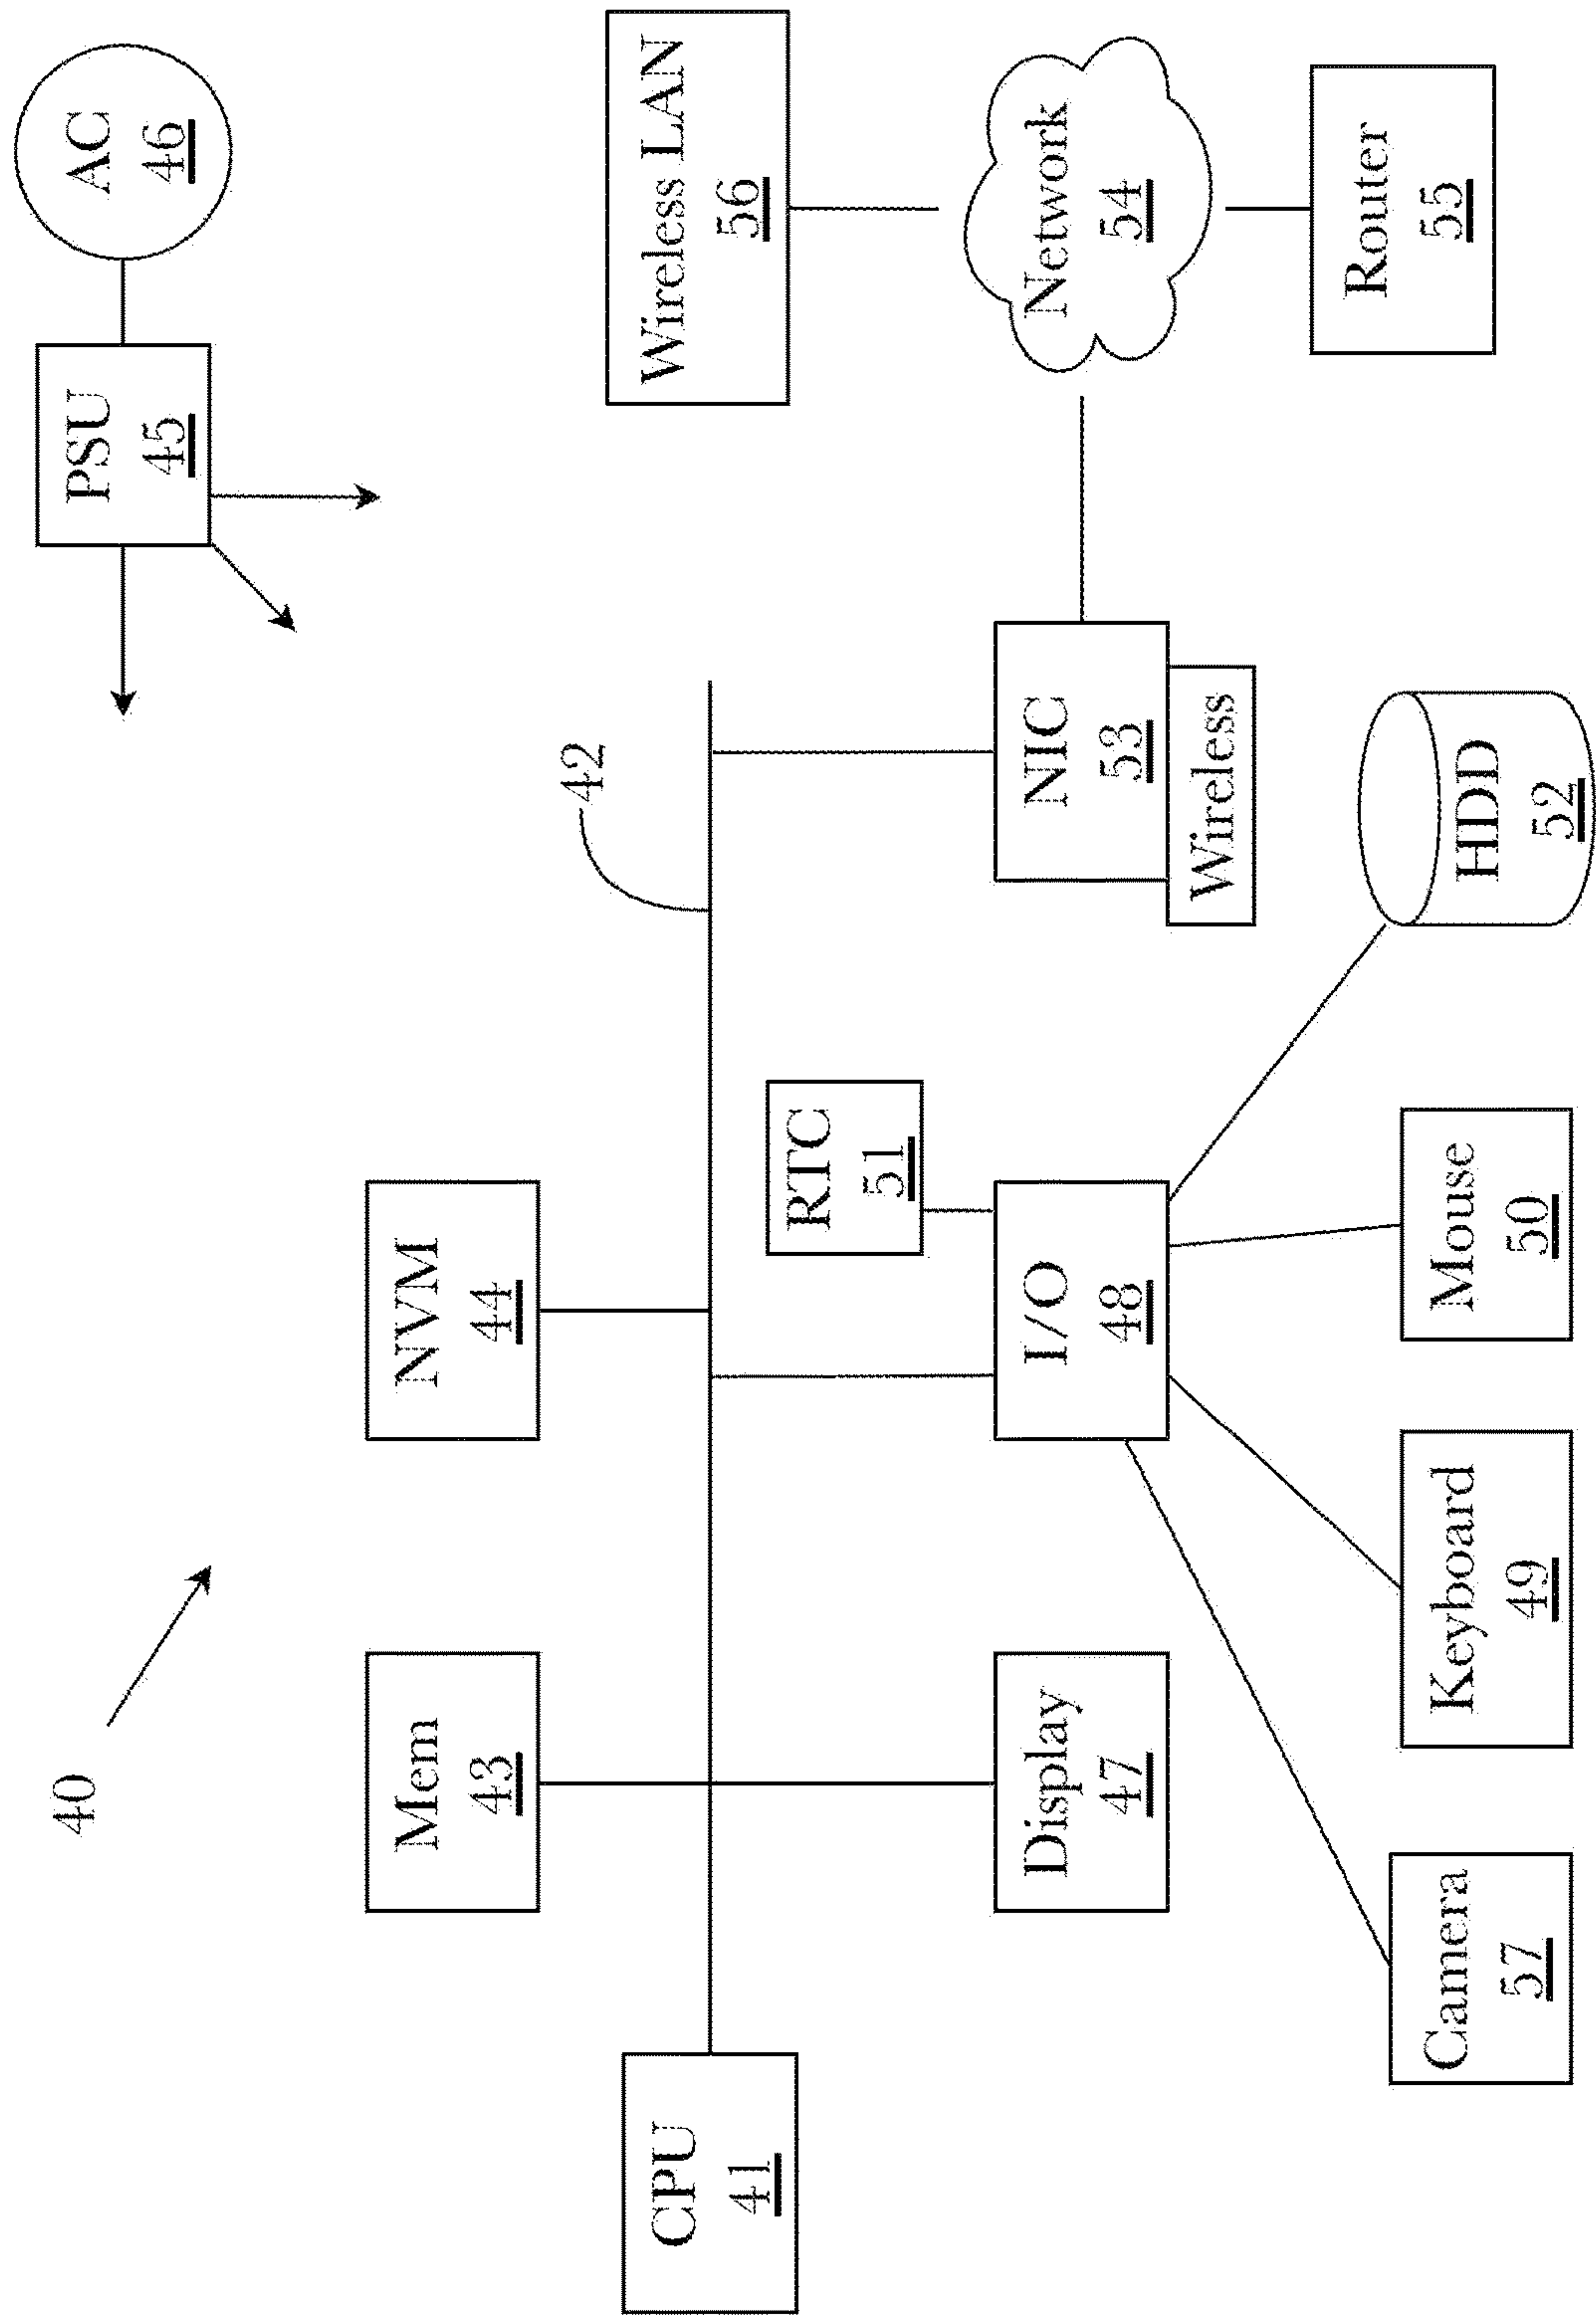 40
Mem
43
NVM
44
PSU
45
AC
46
CPU
41
42
Wireless LAN
56
RTC
51
Display
47
I/O
48
NIC
53
Wireless
Network
54
Camera
57
Keyboard
49
Mouse
50
HDD
52
Router
55